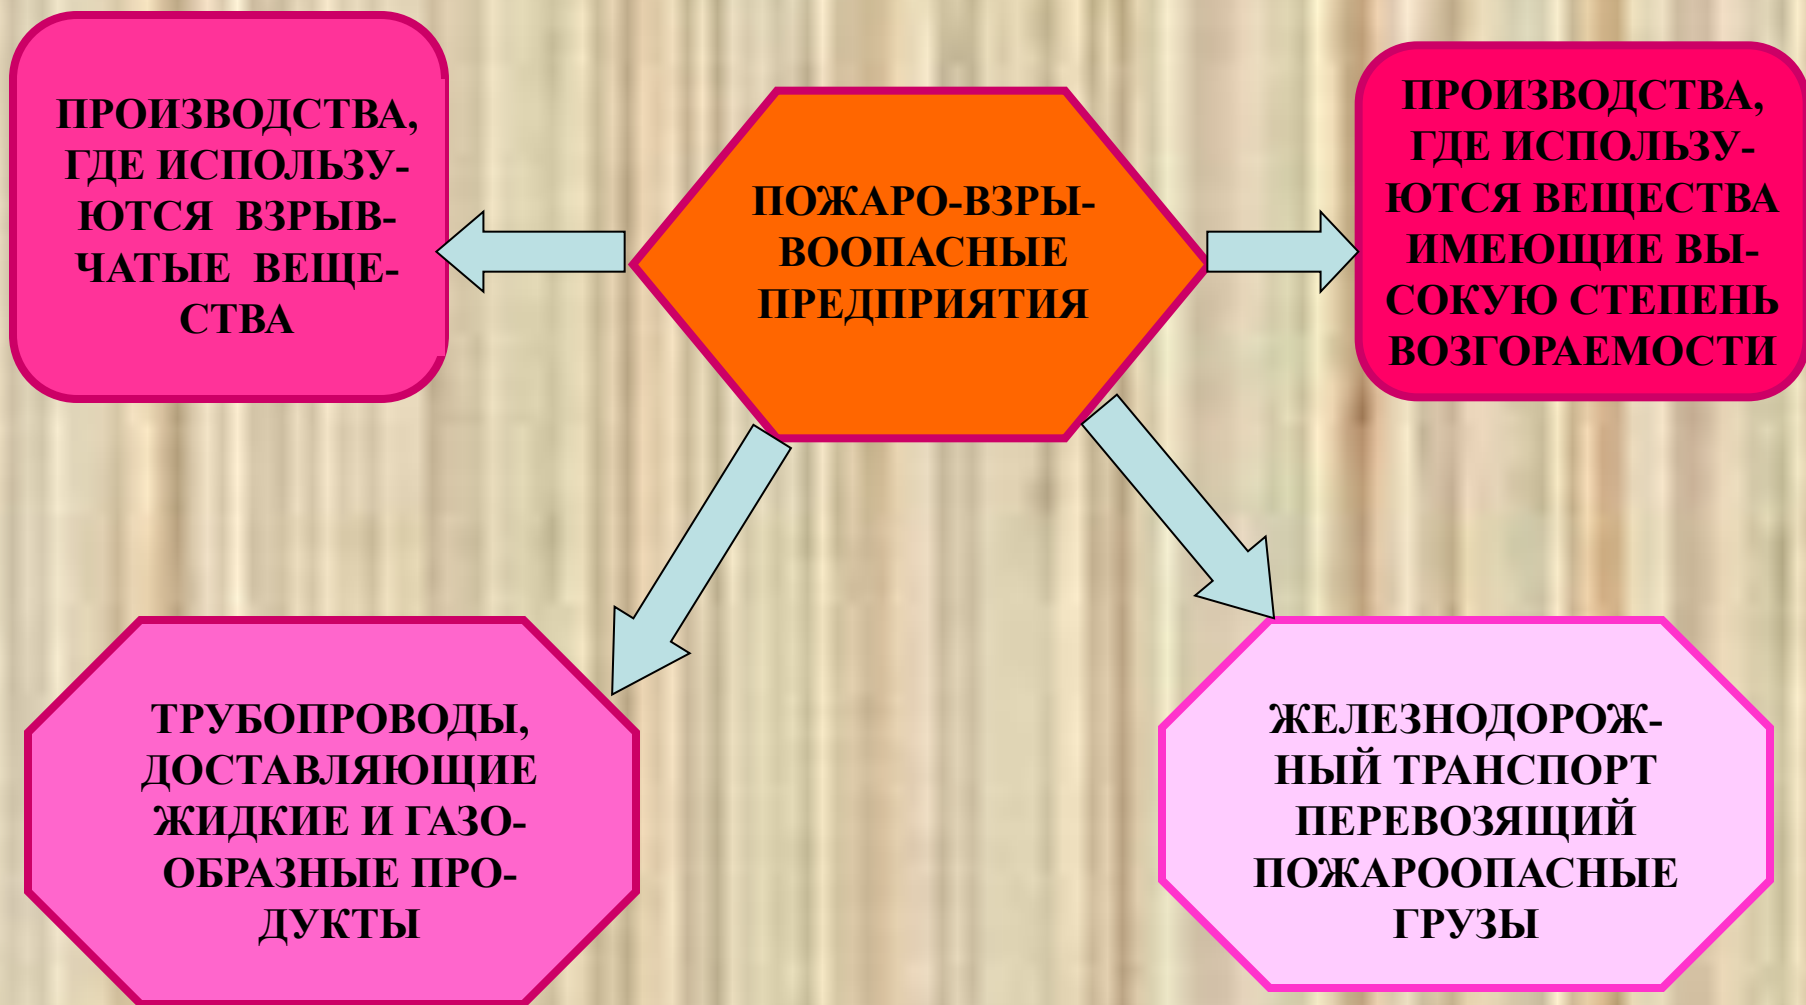 ПРОИЗВОДСТВА,
ГДЕ ИСПОЛЬЗУ-
ЮТСЯ ВЗРЫВ-
ЧАТЫЕ ВЕЩЕ-
СТВА
ПОЖАРО-ВЗРЫ-
ВООПАСНЫЕ
ПРЕДПРИЯТИЯ
ПРОИЗВОДСТВА,
ГДЕ ИСПОЛЬЗУ-
ЮТСЯ ВЕЩЕСТВА
ИМЕЮЩИЕ ВЫ-
СОКУЮ СТЕПЕНЬ
ВОЗГОРАЕМОСТИ
ТРУБОПРОВОДЫ,
ДОСТАВЛЯЮЩИЕ
ЖИДКИЕ И ГАЗО-
ОБРАЗНЫЕ ПРО-
ДУКТЫ
ЖЕЛЕЗНОДОРОЖ-
НЫЙ ТРАНСПОРТ
ПЕРЕВОЗЯЩИЙ
ПОЖАРООПАСНЫЕ
ГРУЗЫ